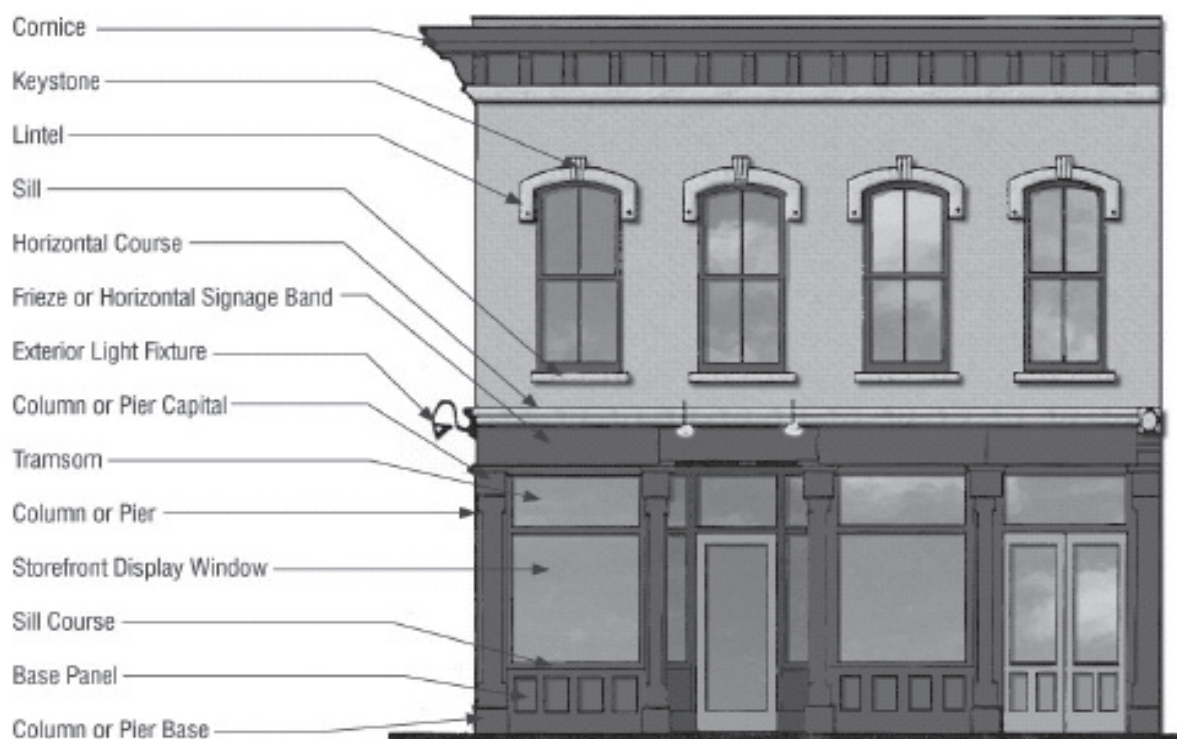 Cornice
Keystone
Lintel
Sill
Horizontal Course
Frieze or Horizontal Signage Band
Exterior Light Fixture
Column or Pier Capital
Tramsom
Column or Pier
Storefront Display Window
Sill Course
Base Panel
Column or Pier Base